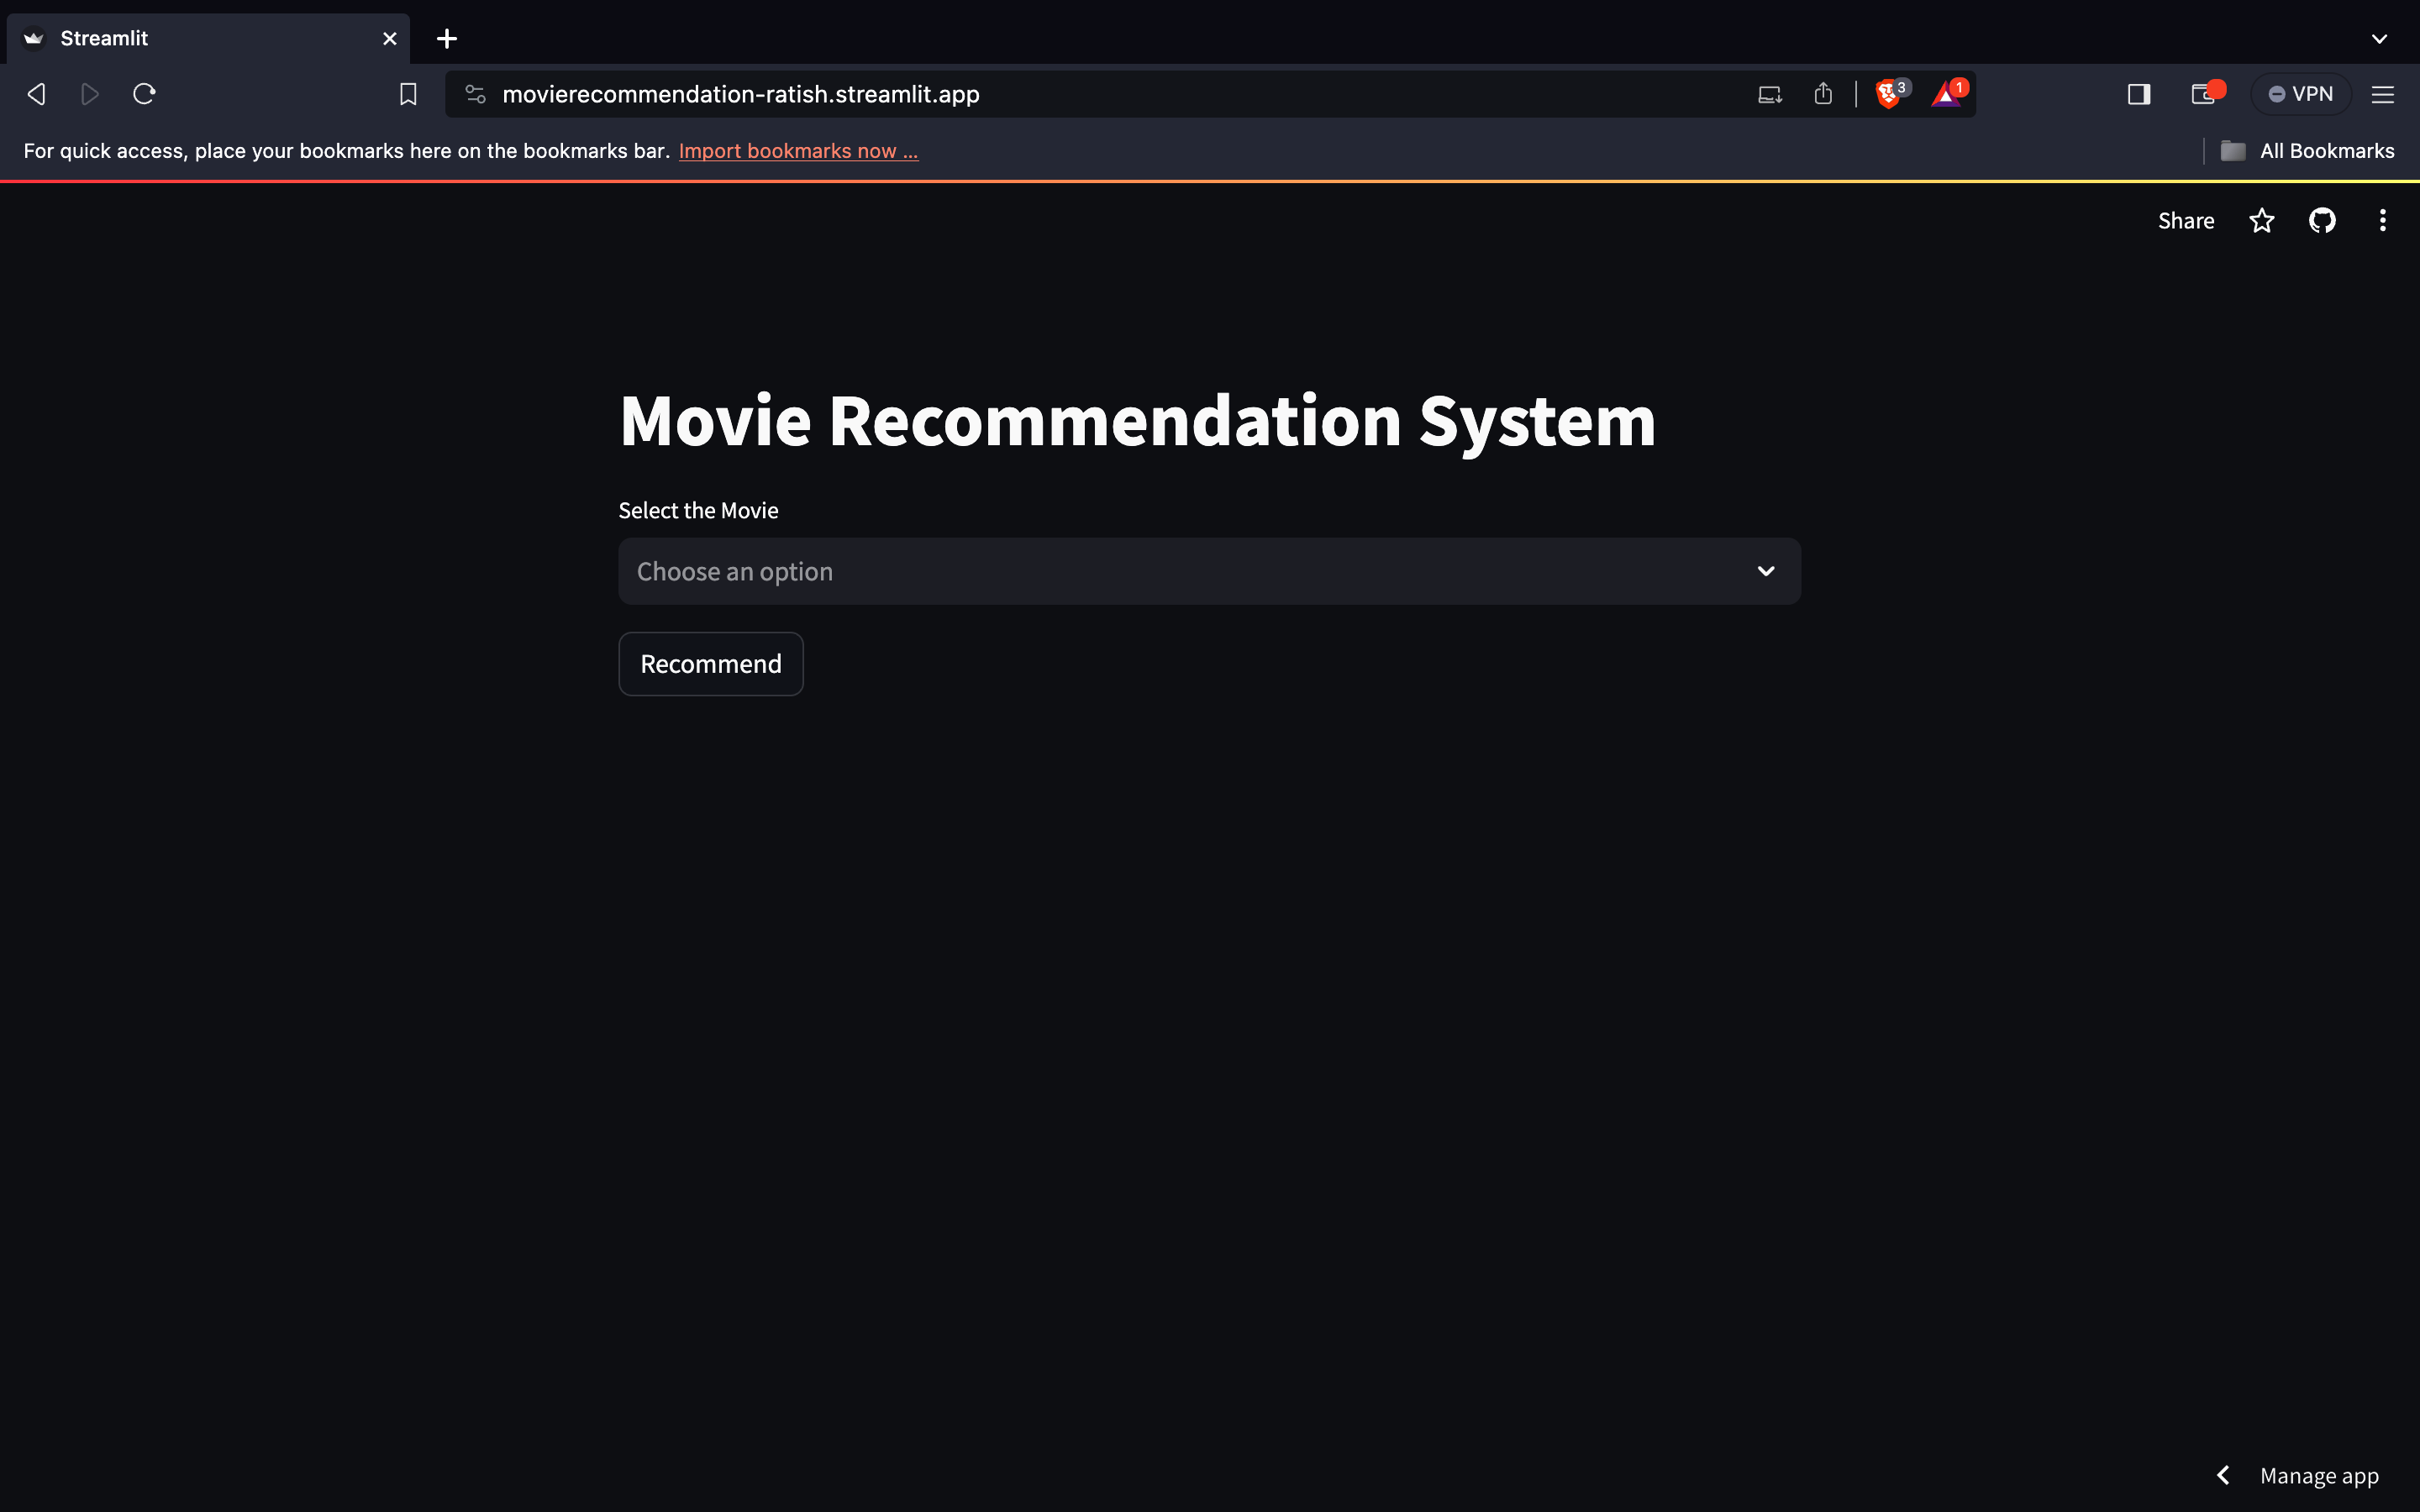 Streamlit
movierecommendation-ratish.streamlit.app
3
1
VPN
For quick access, place your bookmarks here on the bookmarks bar. Import bookmarks now ...
All Bookmarks
Share
Movie Recommendation System
Select the Movie
Choose an option
Recommend
Manage app